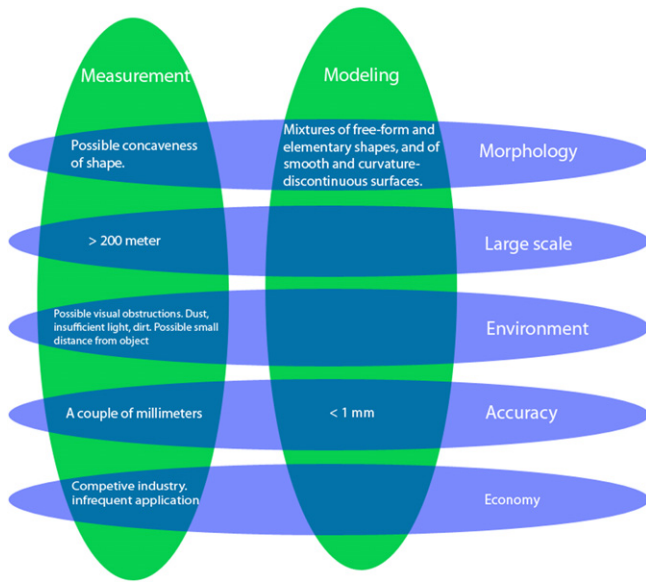 Measurement
Modeling
Possible concaveness
of shape.
Mixtures of free-form and
elementary shapes, and of
smooth and curvature-
discontinuous surfaces.
Morphology
> 200 meter
Large scale
Possible visual obstructions. Dust,
insufficient light, dirt. Possible small
distance from object
Environment
A couple of millimeters
< 1 mm
Accuracy
Competive industry.
infrequent application
Economy